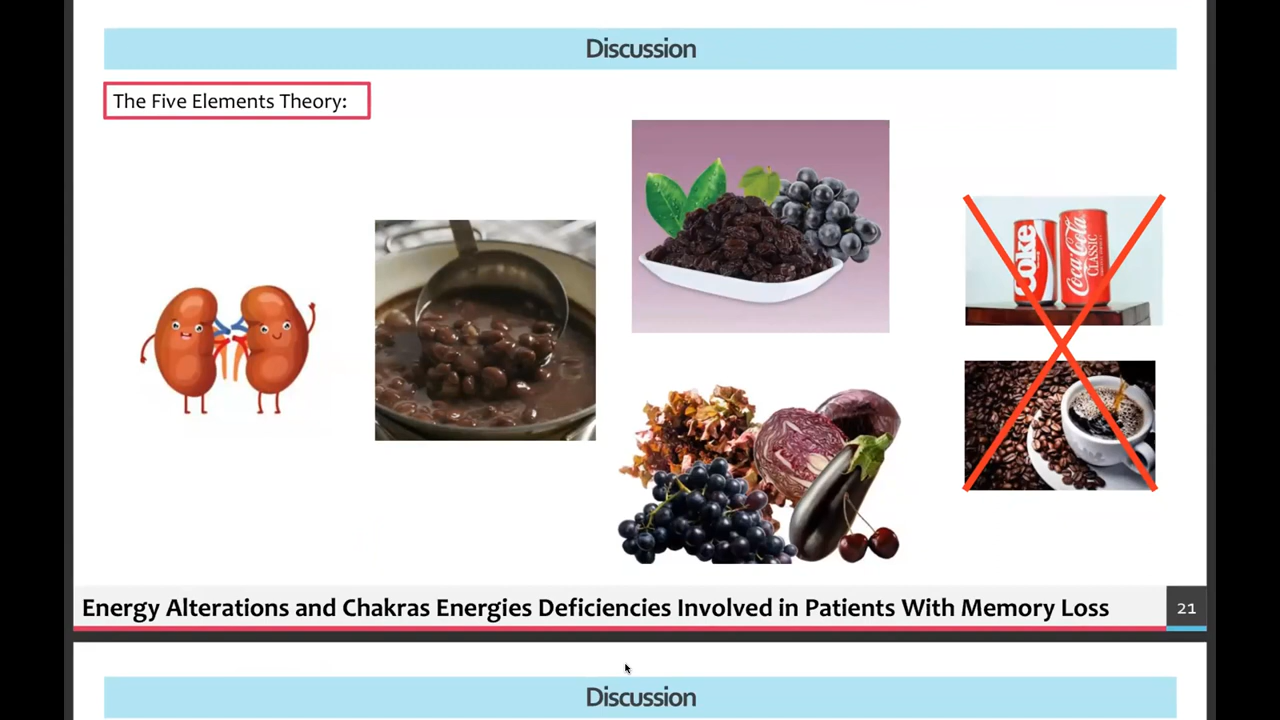 Discussion
The Five Elements Theory:
Coke
Coca-Cola
CLASSIC
Energy Alterations and Chakras Energies Deficiencies Involved in Patients With Memory Loss
21
Discussion